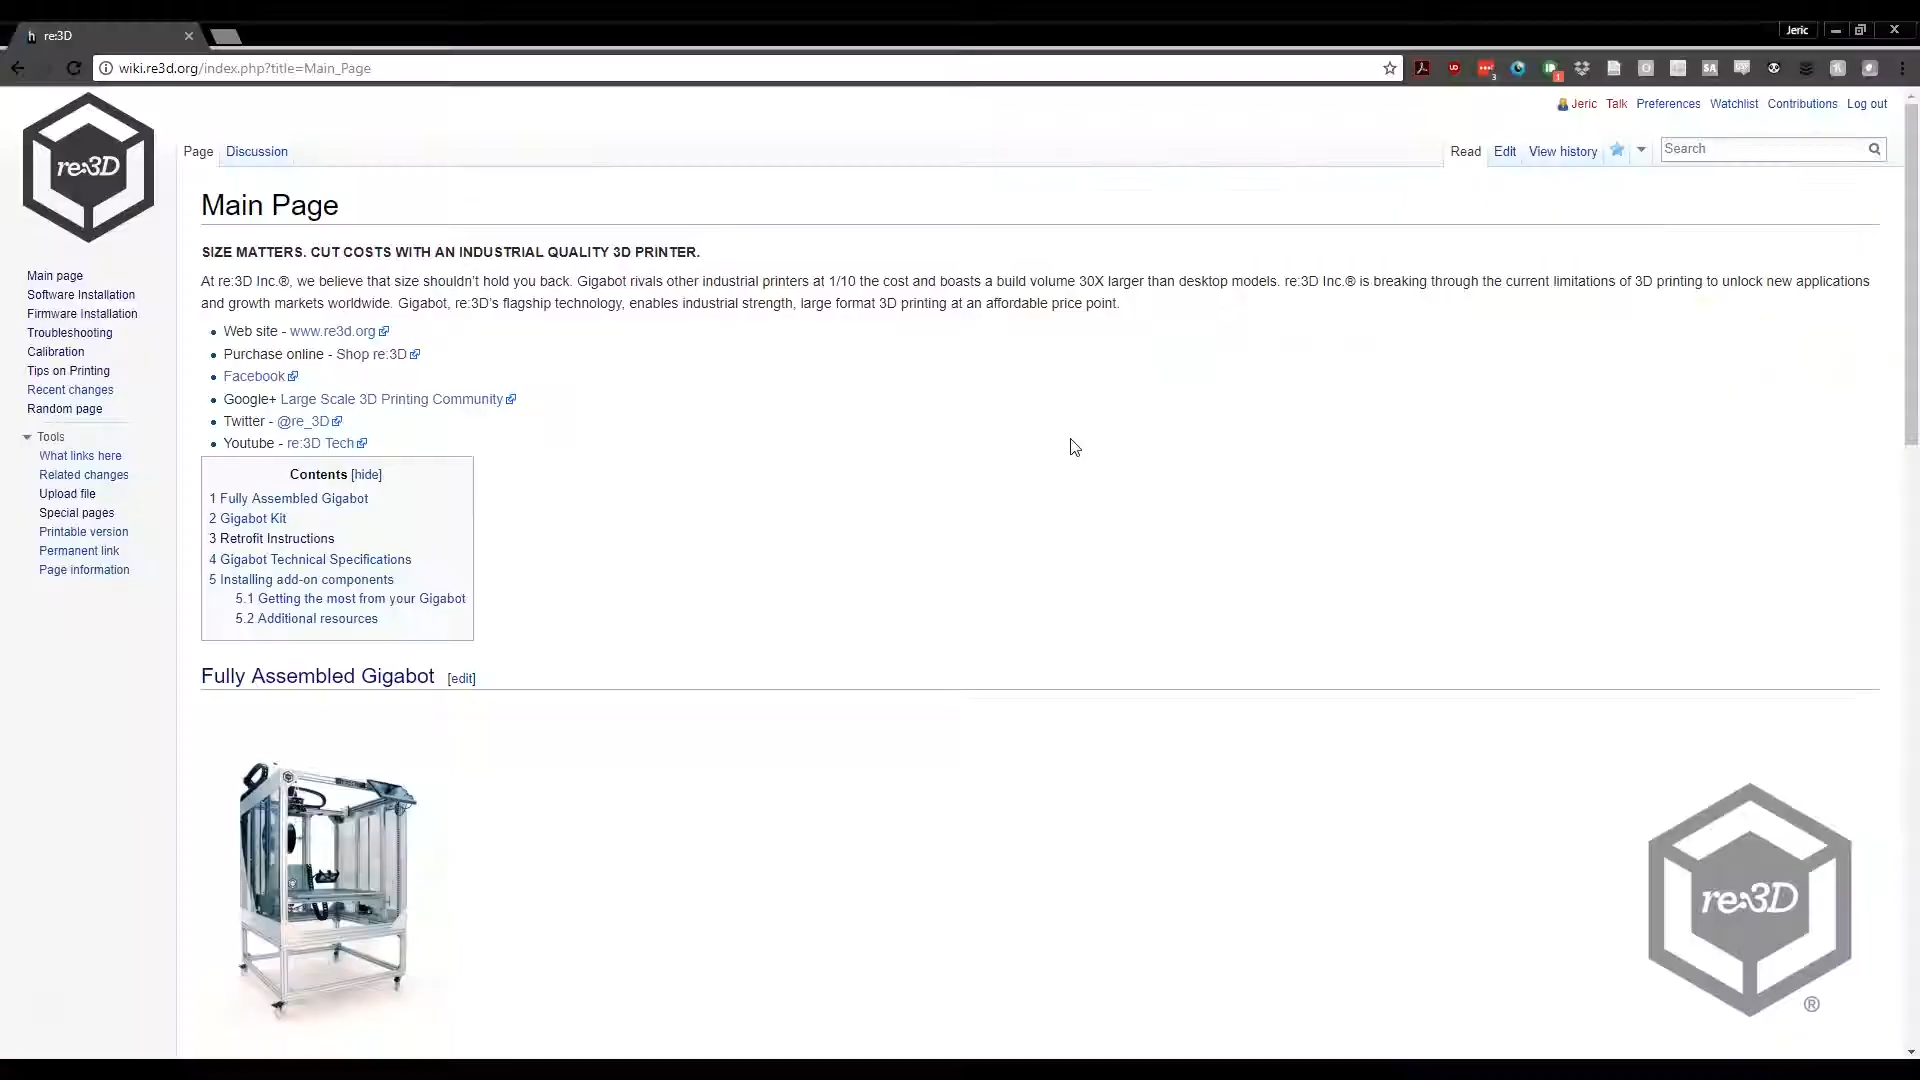 re:3D
Jeric
wiki.re3d.org/index.php?title=Main_Page
Jeric Talk Preferences Watchlist Contributions Log out
re:3D
Page Discussion
Read Edit View history
Search
Main Page
SIZE MATTERS. CUT COSTS WITH AN INDUSTRIAL QUALITY 3D PRINTER.
At re:3D Inc.®, we believe that size shouldn't hold you back. Gigabot rivals other industrial printers at 1/10 the cost and boasts a build volume 30X larger than desktop models. re:3D Inc.® is breaking through the current limitations of 3D printing to unlock new applications
and growth markets worldwide. Gigabot, re:3D's flagship technology, enables industrial strength, large format 3D printing at an affordable price point.
Web site - www.re3d.org
Purchase online - Shop re:3D
Facebook
Google+ Large Scale 3D Printing Community
Twitter - @re_3D
Youtube - re:3D Tech
Main page
Software Installation
Firmware Installation
Troubleshooting
Calibration
Tips on Printing
Recent changes
Random page
Tools
What links here
Related changes
Upload file
Special pages
Printable version
Permanent link
Page information
Contents [hide]
1 Fully Assembled Gigabot
2 Gigabot Kit
3 Retrofit Instructions
4 Gigabot Technical Specifications
5 Installing add-on components
5.1 Getting the most from your Gigabot
5.2 Additional resources
Fully Assembled Gigabot [edit]
re:3D
®